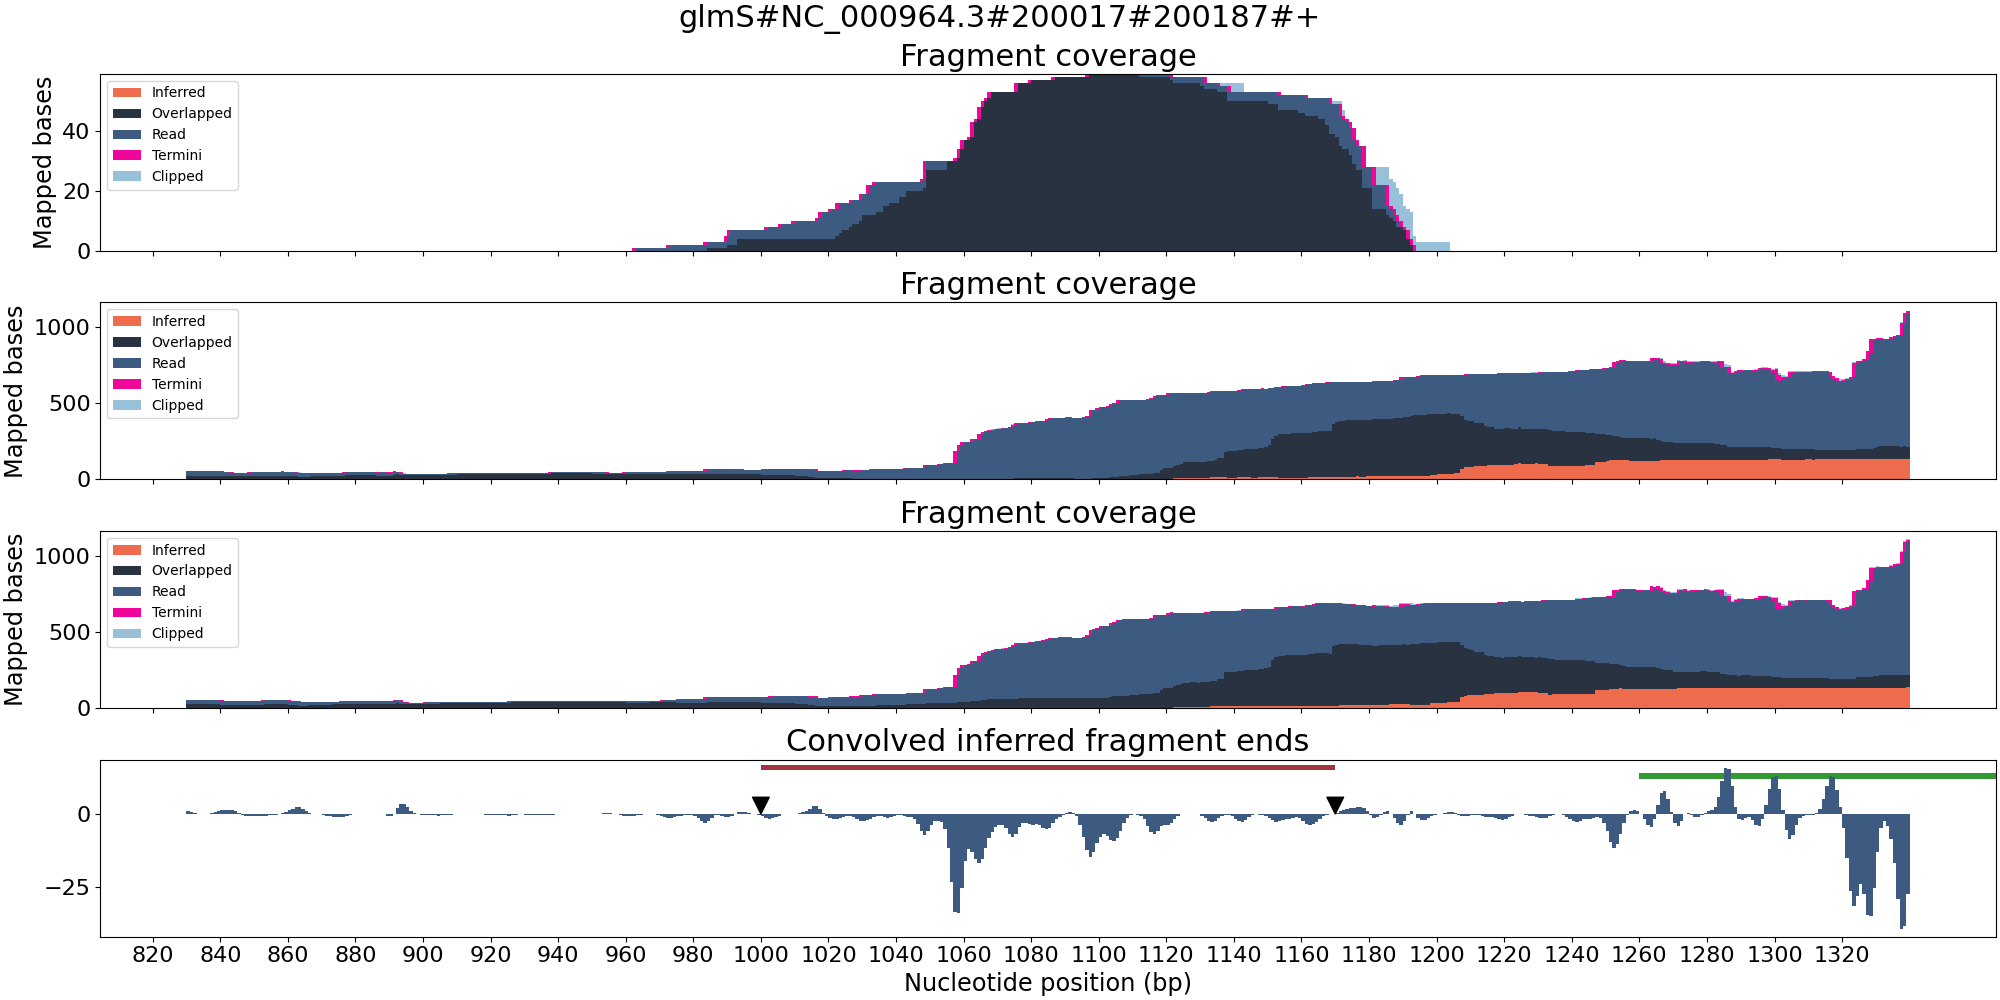 glmS#NC_000964.3#200017#200187#+
Fragment coverage
Mapped bases
40
20
0
Inferred
Overlapped
Read
Termini
Clipped
Fragment coverage
Mapped bases
1000
500
0
Inferred
Overlapped
Read
Termini
Clipped
Fragment coverage
Mapped bases
1000
500
0
Inferred
Overlapped
Read
Termini
Clipped
Convolved inferred fragment ends
0
−25
820 840 860 880 900 920 940 960 980 1000 1020 1040 1060 1080 1100 1120 1140 1160 1180 1200 1220 1240 1260 1280 1300 1320
Nucleotide position (bp)